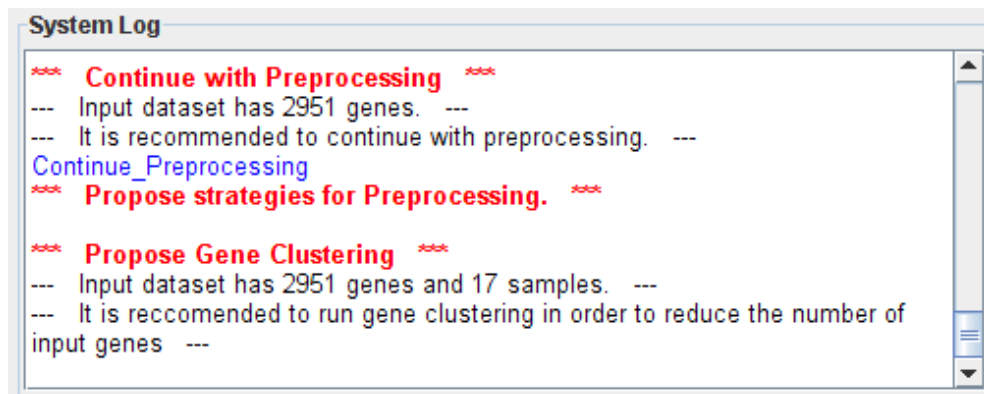 System Log
*** Continue with Preprocessing ***
--- Input dataset has 2951 genes. ---
--- It is recommended to continue with preprocessing. ---
Continue_Preprocessing
*** Propose strategies for Preprocessing. ***
*** Propose Gene Clustering ***
--- Input dataset has 2951 genes and 17 samples. ---
--- It is reccomended to run gene clustering in order to reduce the number of
input genes ---